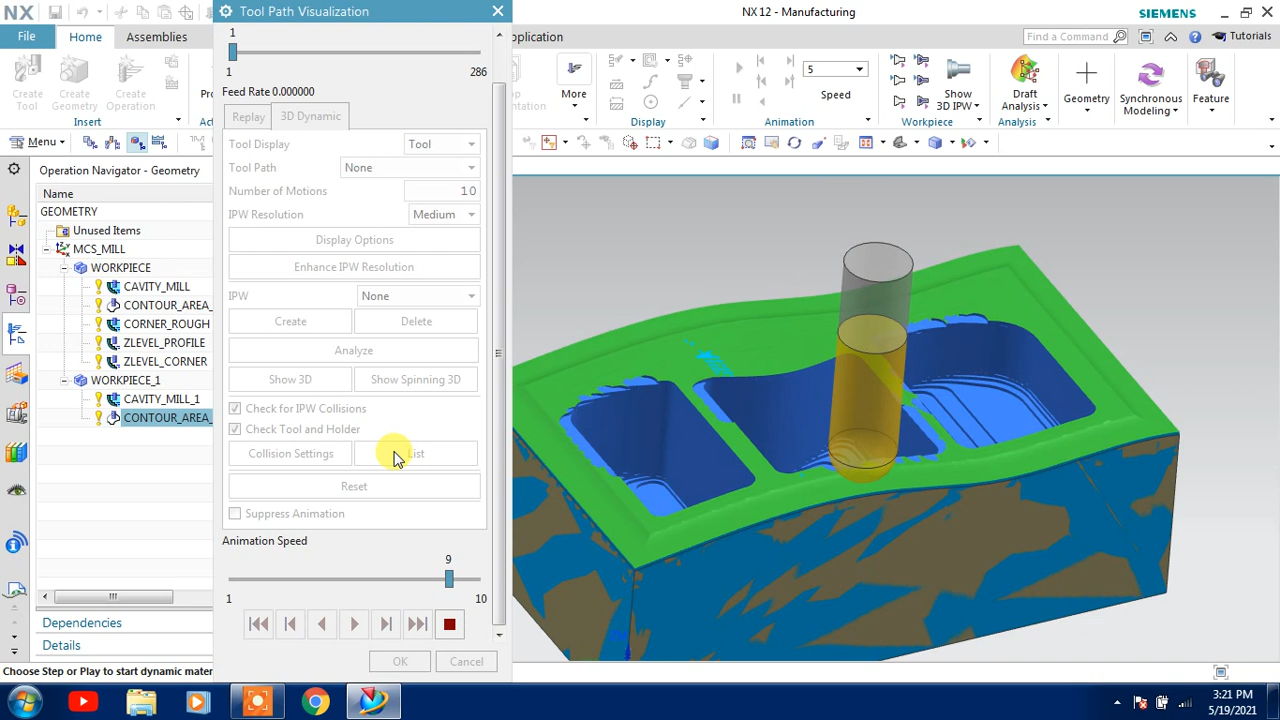 NX
Tool Path Visualization
NX 12 - Manufacturing
SIEMENS
File
Home
Assemblies
pplication
Find a Command
Tutorials
Create
Tool
Create
Geometry
Create
Operation
Insert
More
Display
5
Speed
Animation
Show
3D IPW
Workpiece
Draft
Analysis
Analysis
Geometry
Synchronous
Modeling
Feature
Menu
1
1
286
Feed Rate 0.000000
Replay
3D Dynamic
Tool Display
Tool
Tool Path
None
Number of Motions
10
IPW Resolution
Medium
Display Options
Enhance IPW Resolution
IPW
None
Create
Delete
Analyze
Show 3D
Show Spinning 3D
Check for IPW Collisions
Check Tool and Holder
Collision Settings
List
Reset
Suppress Animation
Animation Speed
9
1
10
OK
Cancel
Operation Navigator - Geometry
Name
GEOMETRY
Unused Items
MCS_MILL
WORKPIECE
CAVITY_MILL
CONTOUR_AREA_
CORNER_ROUGH
ZLEVEL_PROFILE
ZLEVEL_CORNER
WORKPIECE_1
CAVITY_MILL_1
CONTOUR_AREA_
Dependencies
Details
Choose Step or Play to start dynamic mater
3:21 PM
5/19/2021